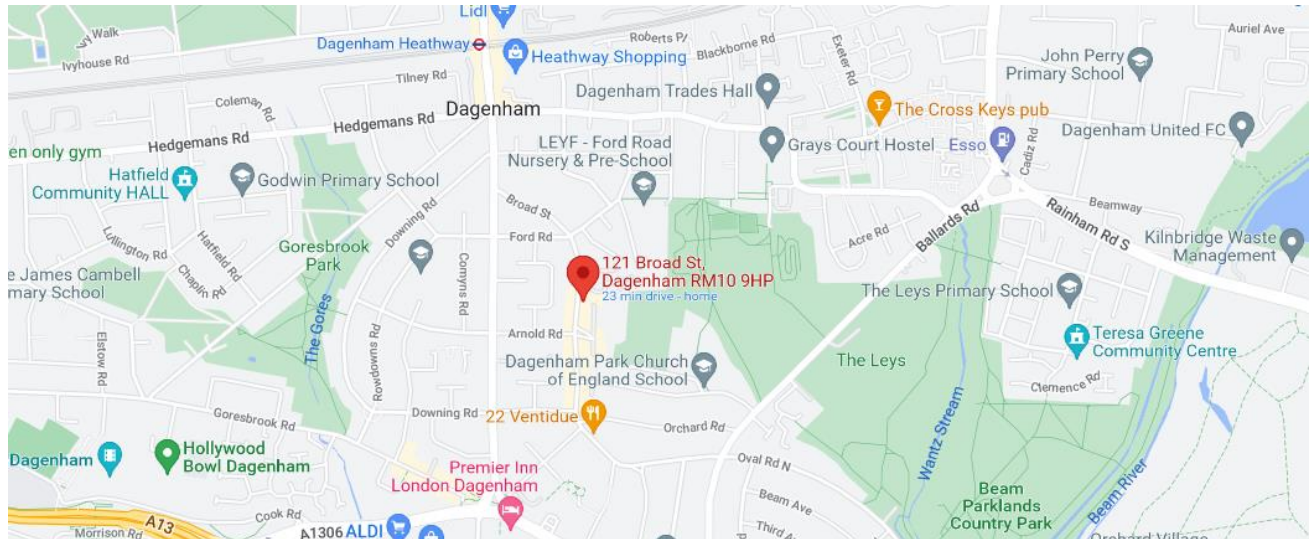 Lidl
Ivy Walk
Ivyhouse Rd
Dagenham Heathway
Roberts Pl
Blackborne Rd
Heathway Shopping
Exeter Rd
Auriel Ave
John Perry
Primary School
Tilney Rd
Dagenham
Dagenham Trades Hall
The Cross Keys pub
Coleman Rd
Hedgemans Rd
Hedgemans Rd
Dagenham United FC
en only gym
LEYF - Ford Road
Nursery & Pre-School
Grays Court Hostel
Esso
Cadiz Rd
Hatfield
Community HALL
Godwin Primary School
Broad St
Downing Rd
Ballards Rd
Beamway
Rainham Rd S
Lullington Rd
Hatfield Rd
Goresbrook
Park
Ford Rd
Acre Rd
Kilnbridge Waste
Management
Chaplin Rd
e James Cambell
mary School
Comyns Rd
121 Broad St,
Dagenham RM10 9HP
23 min drive - home
The Leys Primary School
The Gores
Arnold Rd
Elstow Rd
Rowdowns Rd
Dagenham Park Church
of England School
The Leys
Teresa Greene
Community Centre
Clemence Rd
Goresbrook Rd
Downing Rd
22 Ventidue
Orchard Rd
Wantz Stream
Dagenham
Hollywood
Bowl Dagenham
Premier Inn
London Dagenham
Oval Rd N
Beam Ave
Beam
Parklands
Country Park
Beam River
Cook Rd
A13
Morrison Rd
A1306
ALDI
Third Ave
Orchard Village